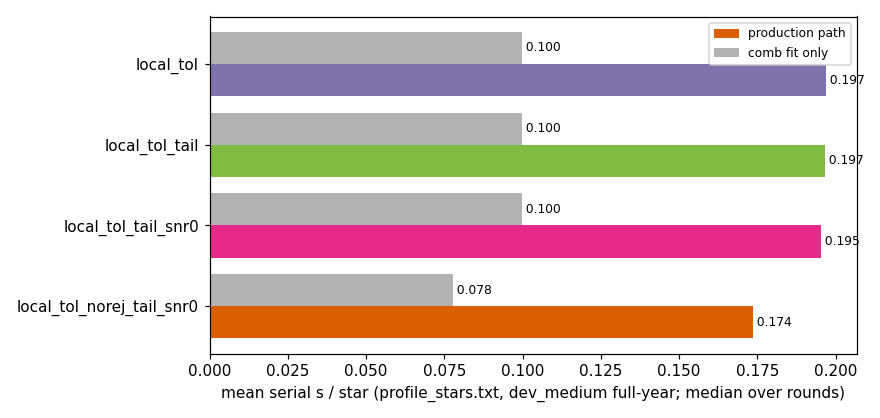 production path
comb fit only
local_tol
0.100
0.197
local_tol_tail
0.100
0.197
local_tol_tail_snr0
0.100
0.195
local_tol_norej_tail_snr0
0.078
0.174
0.000 0.025 0.050 0.075 0.100 0.125 0.150 0.175 0.200
mean serial s / star (profile_stars.txt, dev_medium full-year; median over rounds)